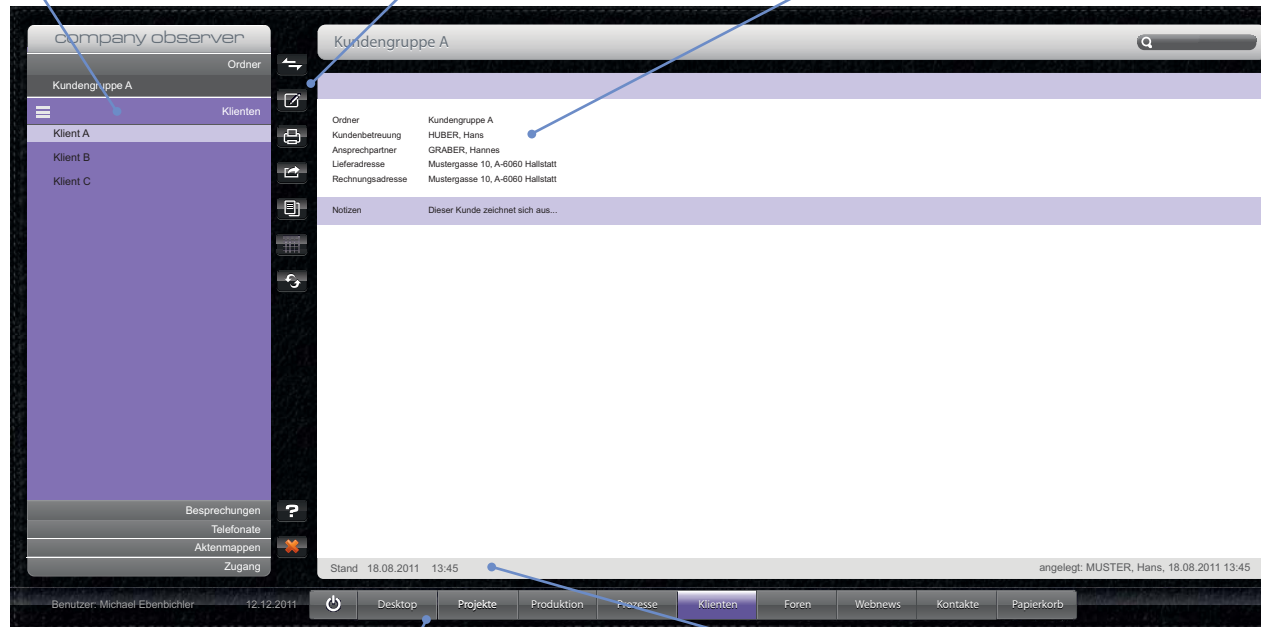 company observer
Ordner
Kundengruppe A
Klienten
Klient A
Klient B
Klient C
Besprechungen
Telefonate
Aktenmappen
Zugang
Kundengruppe A
Ordner Kundengruppe A
Kundenbetreuung HUBER, Hans
Ansprechpartner GRABER, Hannes
Lieferadresse Mustergasse 10, A-6060 Hallstatt
Rechnungsadresse Mustergasse 10, A-6060 Hallstatt
Notizen Dieser Kunde zeichnet sich aus...
?
Stand 18.08.2011 13:45 angelegt: MUSTER, Hans, 18.08.2011 13:45
Benutzer: Michael Ebenbichler 12.12.2011
Desktop Projekte Produktion Prozesse Klienten Foren Webnews Kontakte Papierkorb